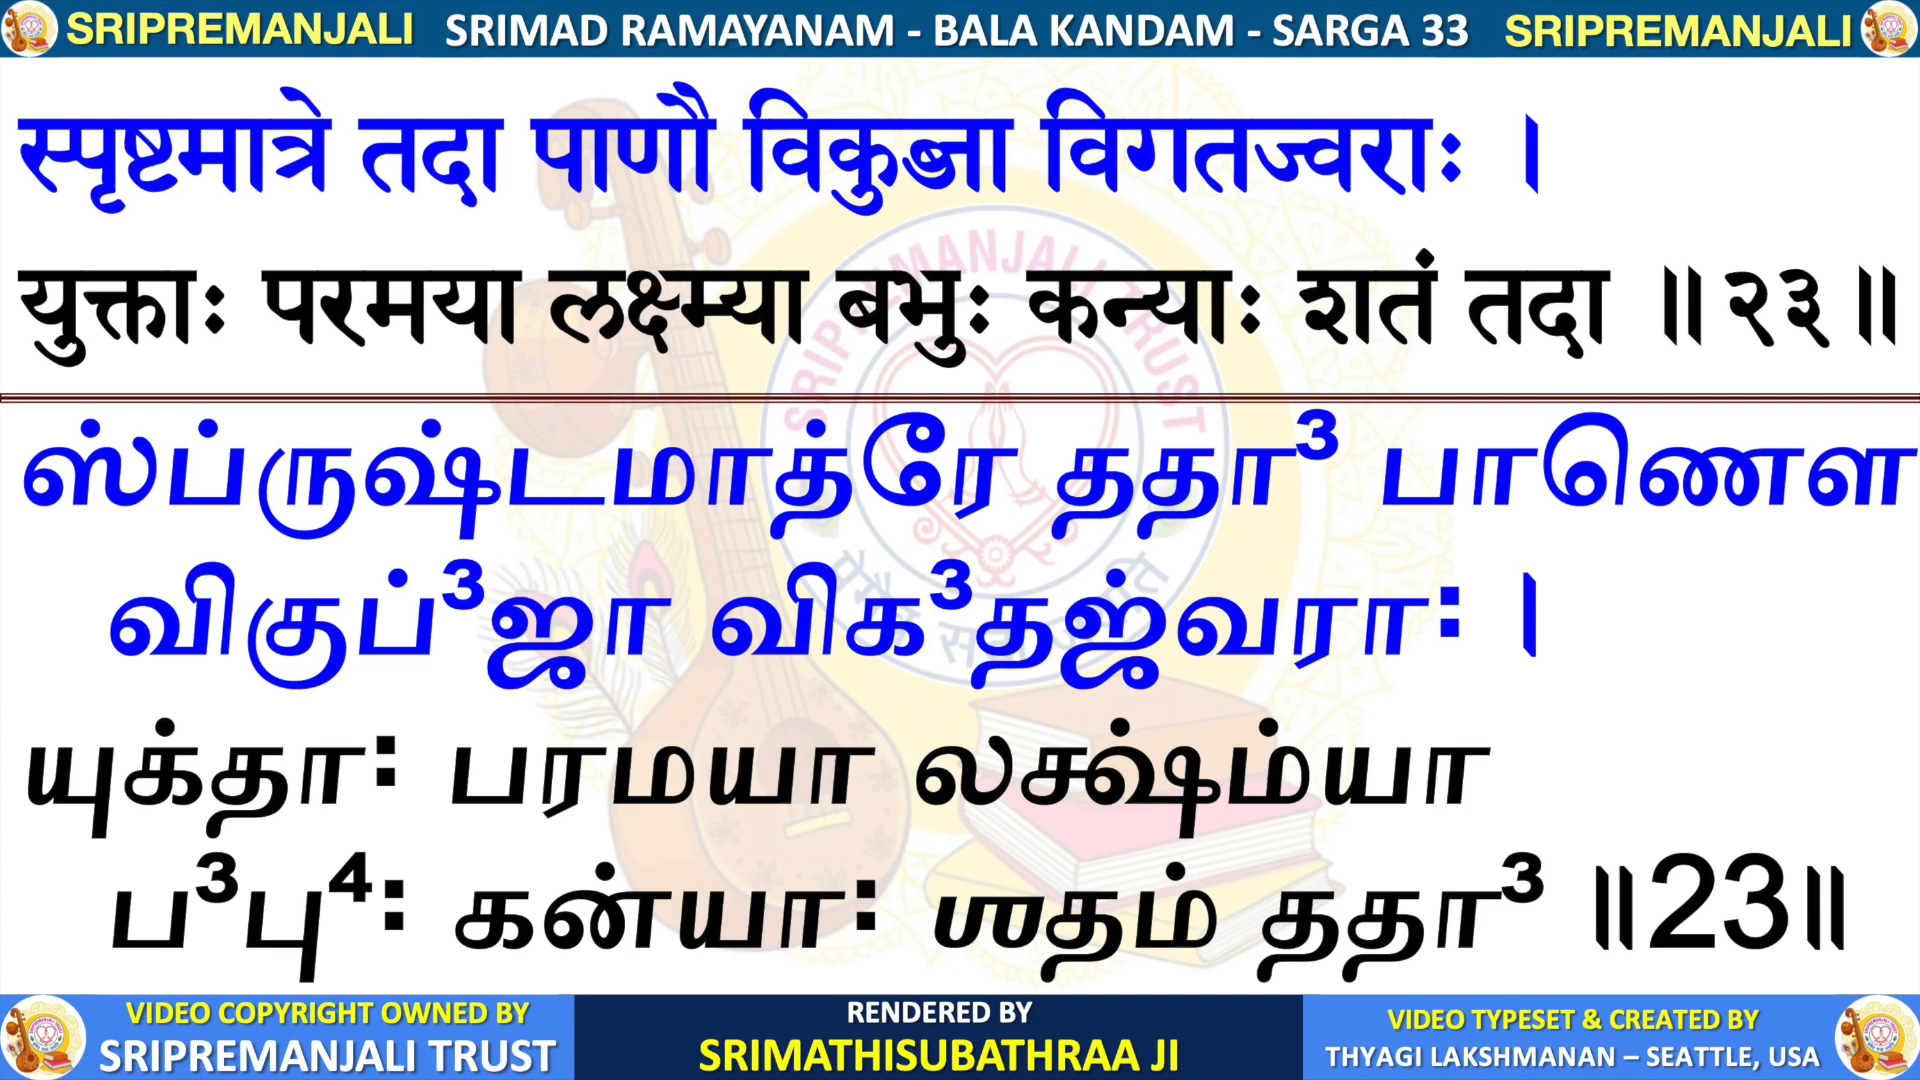 SRIPREMANJALI SRIMAD RAMAYANAM - BALA KANDAM - SARGA 33 SRIPREMANJALI
स्पृष्टमात्रे तदा पाणौ विकुब्जा विगतज्वराः ।
युक्ताः परमया लक्ष्म्या बभुः कन्याः शतं तदा ॥२३॥
SRIPREMANJALI TRUST
ஸ்ப்ருஷ்டமாத்ரே ததா³ பாணௌ
விகுப்³ஜா விக³தஜ்வரா꞉ ।
யுக்தா꞉ பரமயா லக்ஷ்ம்யா
ப³பு⁴꞉ கன்யா꞉ ஶதம் ததா³ ॥23॥
VIDEO COPYRIGHT OWNED BY
SRIPREMANJALI TRUST
RENDERED BY
SRIMATHISUBATHRAA JI
VIDEO TYPESET & CREATED BY
THYAGI LAKSHMANAN – SEATTLE, USA